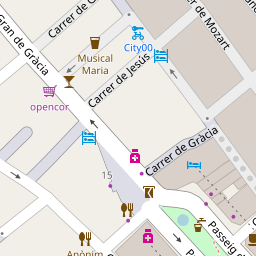 Carrer de
Carrer de Mozart
City00
Gran de Gràcia
Musical
Maria
Carrer de Jesús
opencor
Carrer de Gràcia
15
Anònim
Passeig d
P